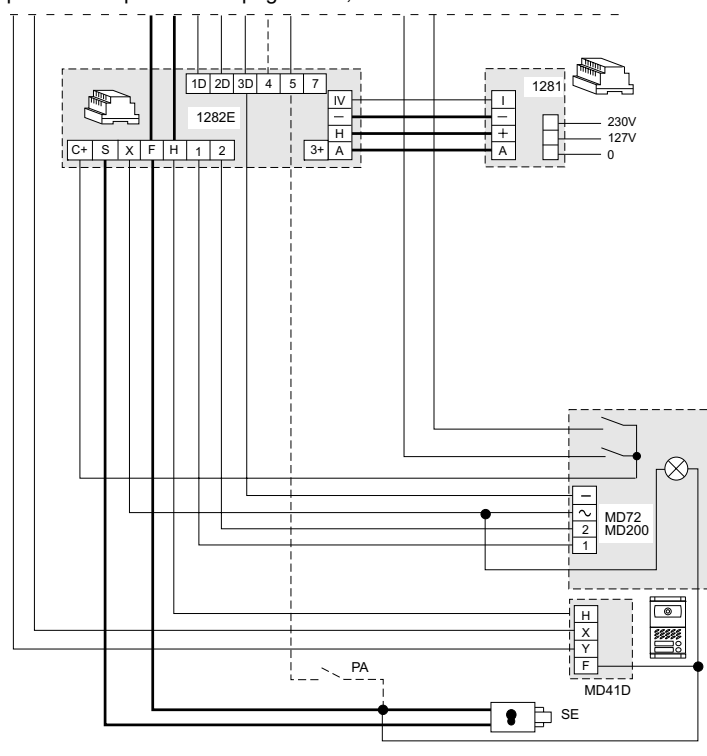 1D 2D 3D 4 5 7
1282E
IV
—
H
3+ A
C+ S X F H 1 2
1281
I
—
+
A
230V
127V
0
—
~
2
1
MD72
MD200
H
X
Y
F
MD41D
PA
SE